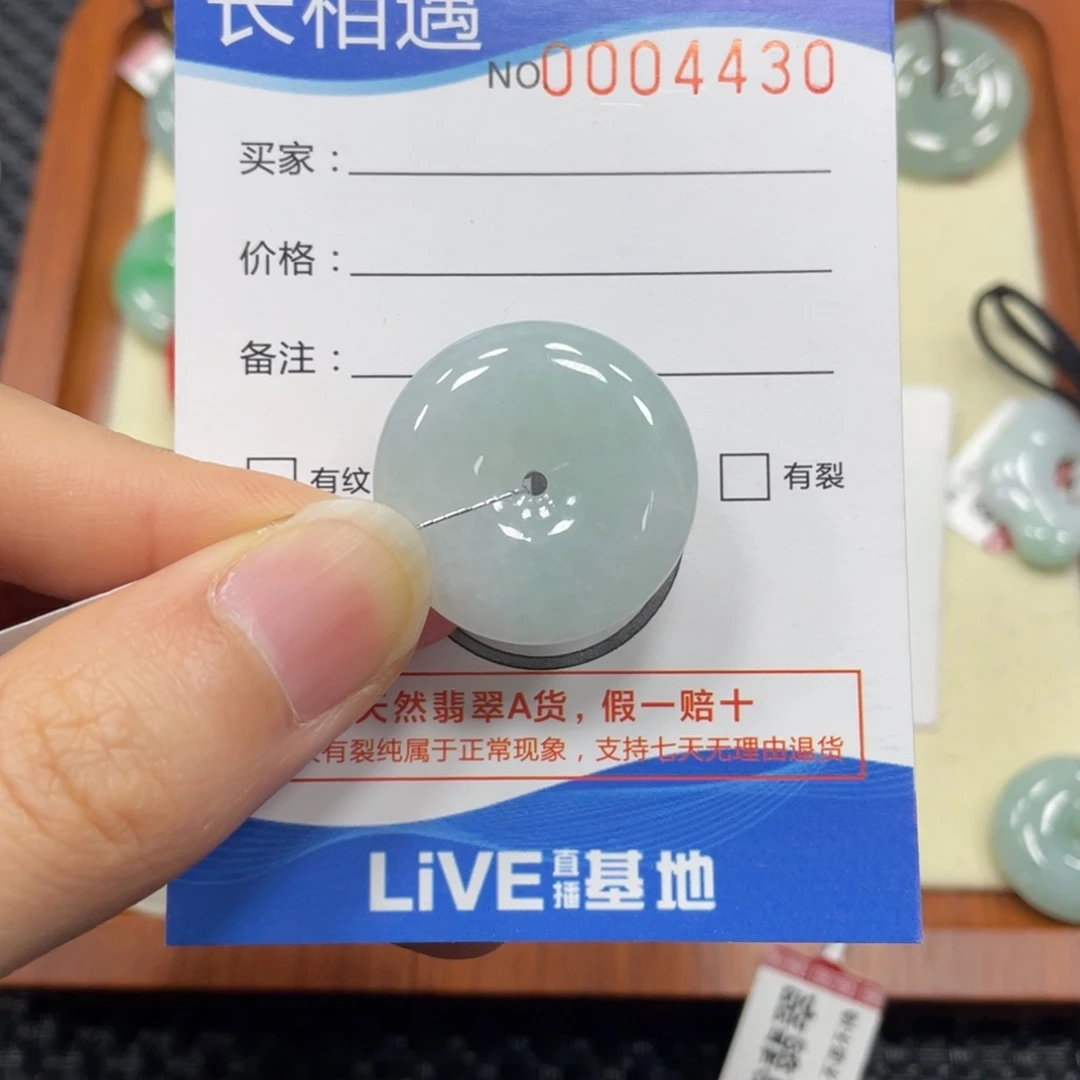 长相遇
NO0004430
买家：
价格：
备注：
有纹
有裂
天然翡翠A货，假一赔十
有裂纯属于正常现象，支持七天无理由退货
LiVE直播基地